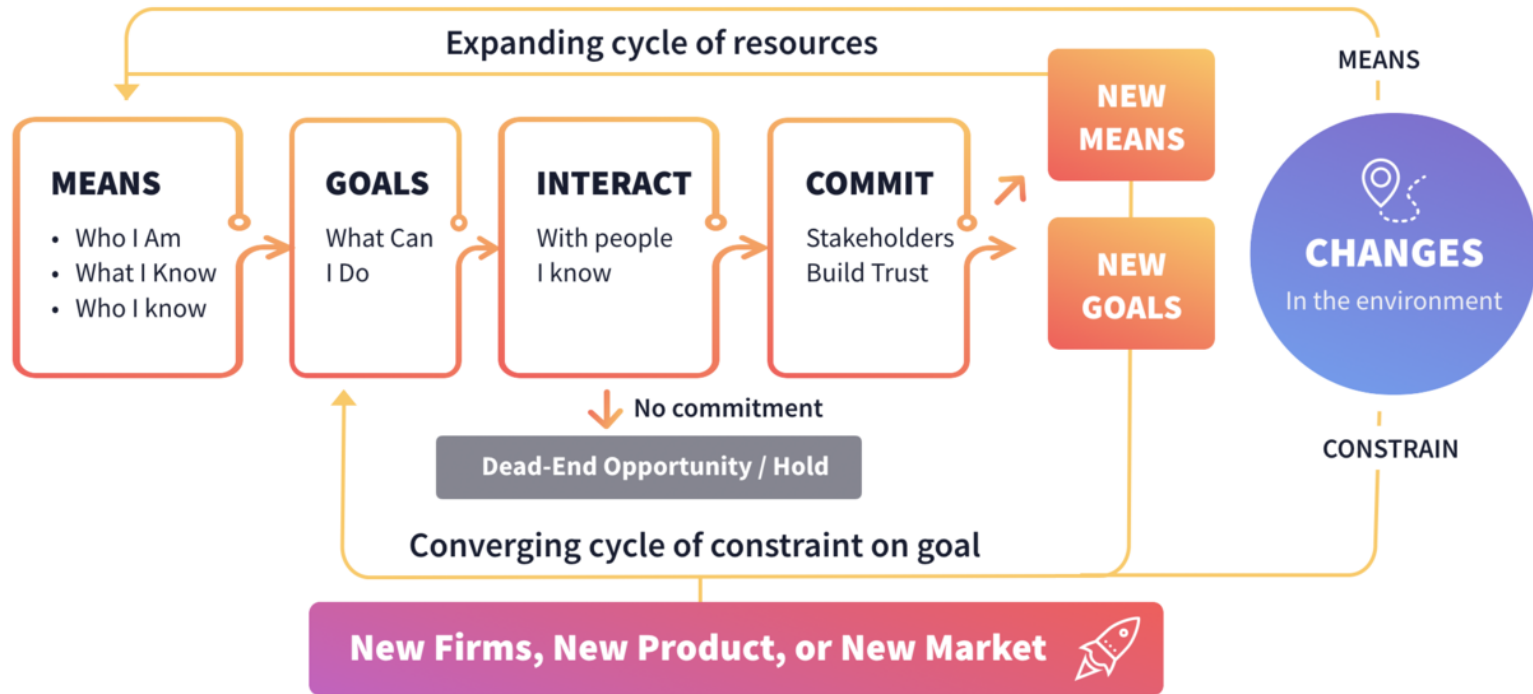 Expanding cycle of resources
MEANS
NEW
MEANS
MEANS
• Who I Am
• What I Know
• Who I know
GOALS
What Can
I Do
INTERACT
With people
I know
COMMIT
Stakeholders
Build Trust
NEW
GOALS
CHANGES
In the environment
No commitment
Dead-End Opportunity / Hold
CONSTRAIN
Converging cycle of constraint on goal
New Firms, New Product, or New Market